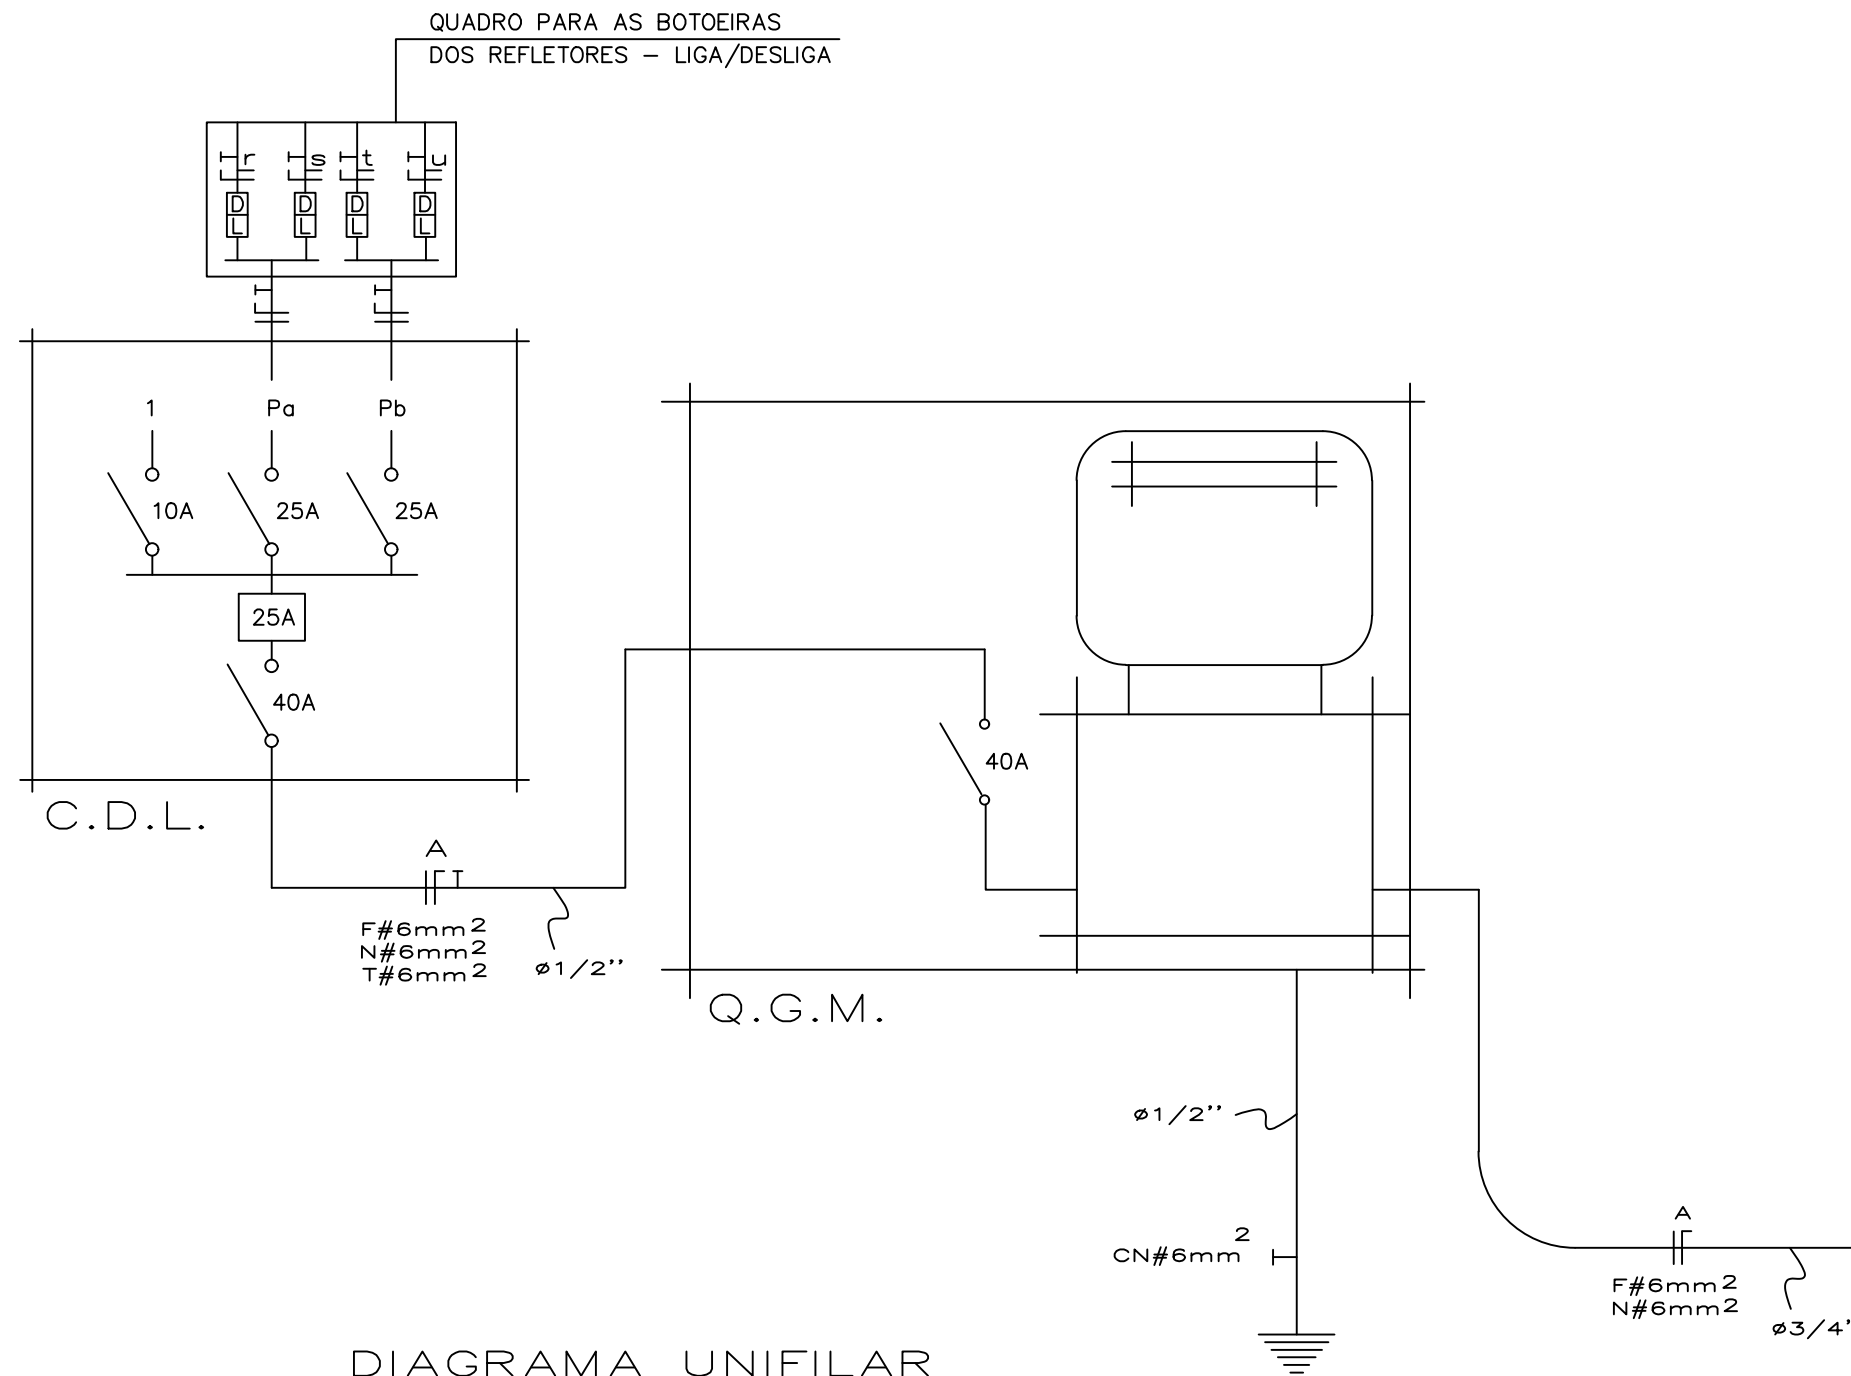 QUADRO PARA AS BOTOEIRAS
DOS REFLETORES – LIGA/DESLIGA
r s t u
D D D D
L L L L
1 Pa Pb
10A 25A 25A
25A
40A
C.D.L.
40A
A
F#6mm²
N#6mm²
T#6mm²
ø1/2''
Q.G.M.
ø1/2''
CN#6mm²
A
F#6mm²
N#6mm²
ø3/4'
DIAGRAMA UNIFILAR